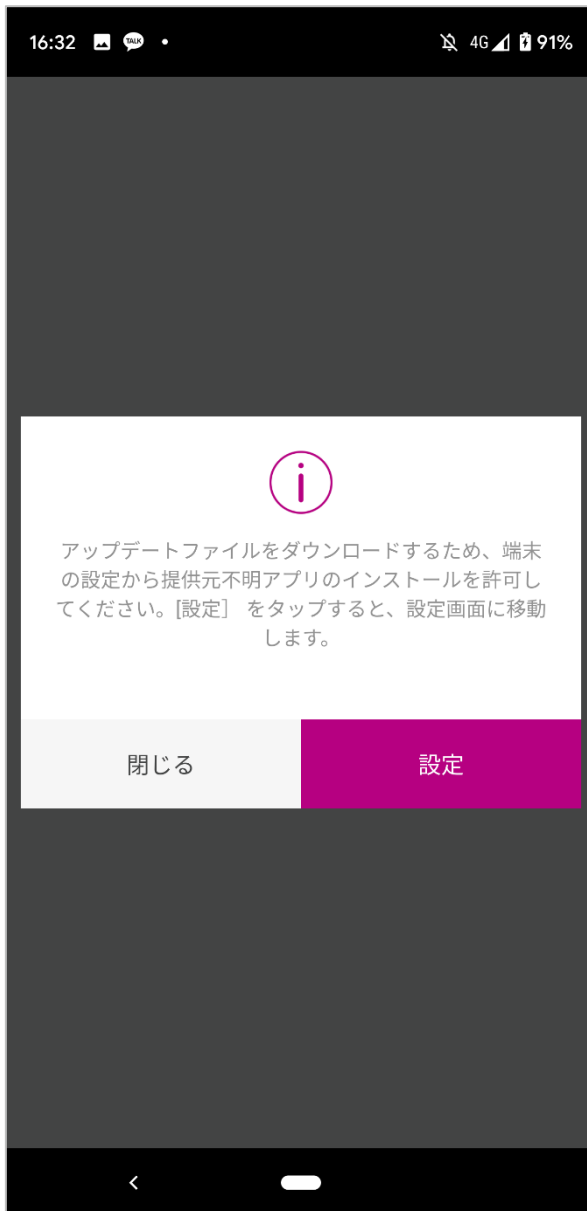 16:32 TALK 4G 91%
アップデートファイルをダウンロードするため、端末
の設定から提供元不明アプリのインストールを許可し
てください。[設定］ をタップすると、設定画面に移動
します。
閉じる 設定